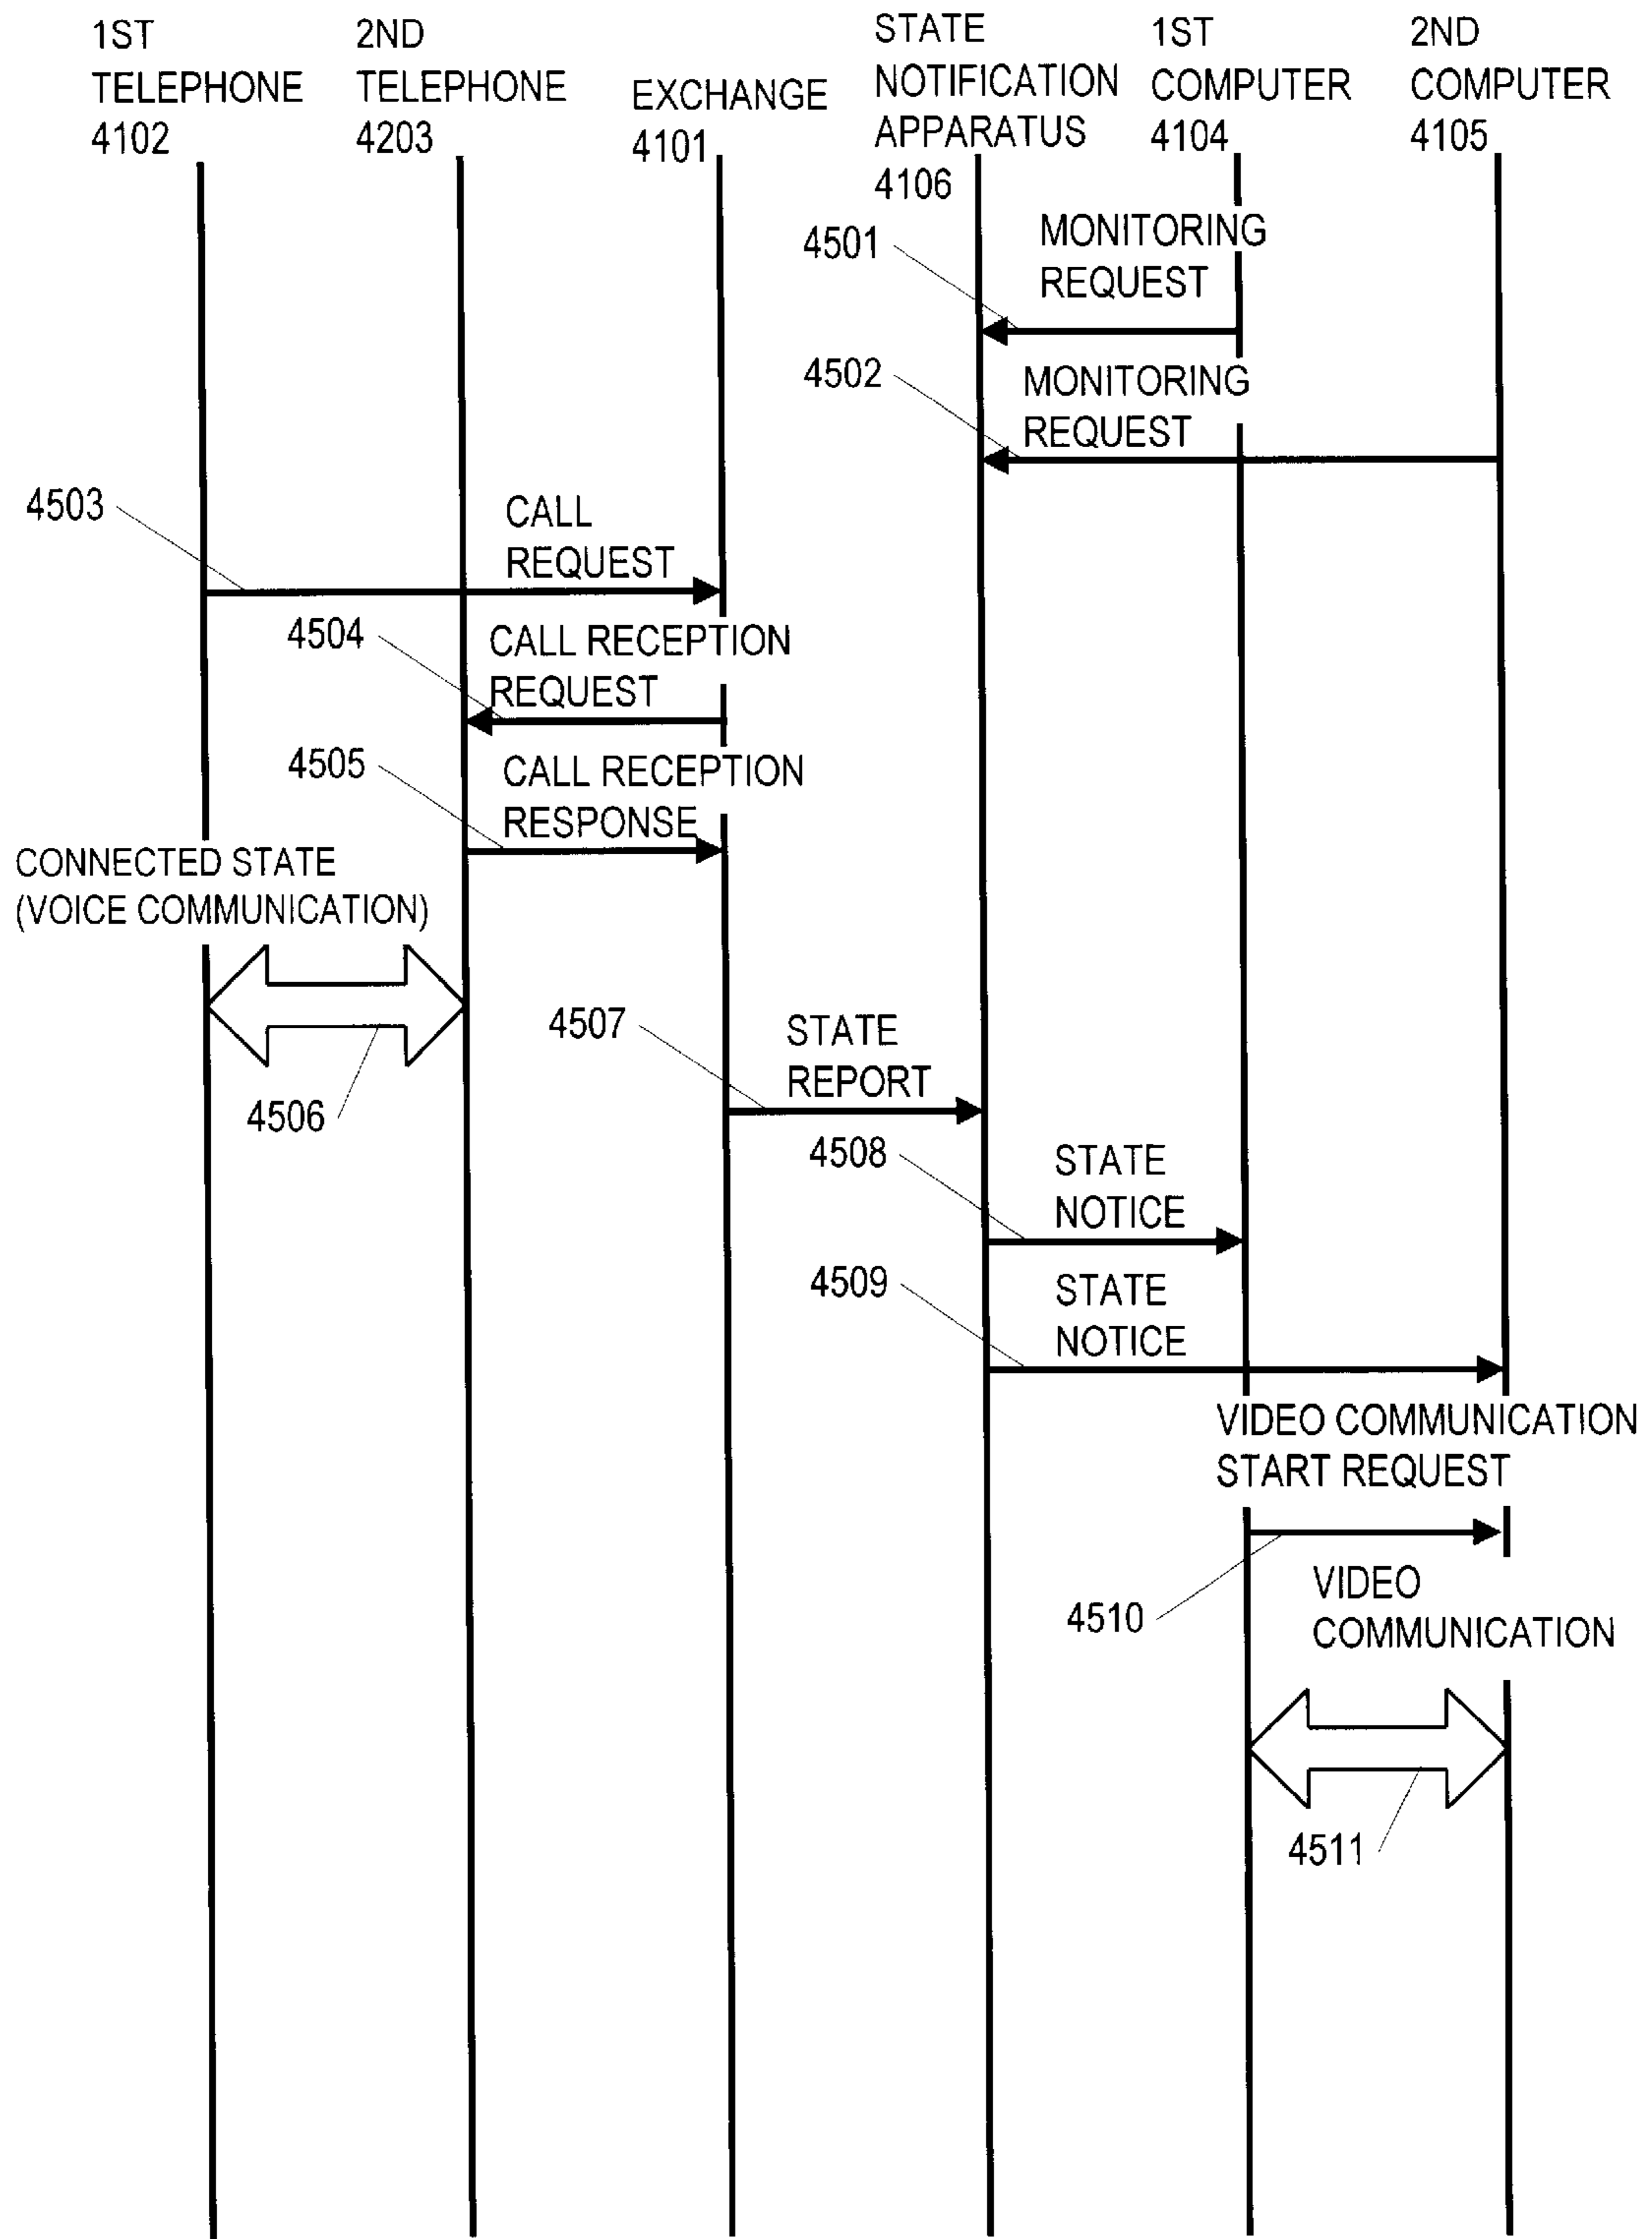 1ST
TELEPHONE
4102
2ND
TELEPHONE
4203
EXCHANGE
4101
STATE
NOTIFICATION
APPARATUS
4106
1ST
COMPUTER
4104
2ND
COMPUTER
4105
4501
MONITORING
REQUEST
4502
MONITORING
REQUEST
4503
CALL
REQUEST
4504
CALL RECEPTION
REQUEST
4505
CALL RECEPTION
RESPONSE
CONNECTED STATE
(VOICE COMMUNICATION)
4506
4507
STATE
REPORT
4508
STATE
NOTICE
4509
STATE
NOTICE
VIDEO COMMUNICATION
START REQUEST
4510
VIDEO
COMMUNICATION
4511